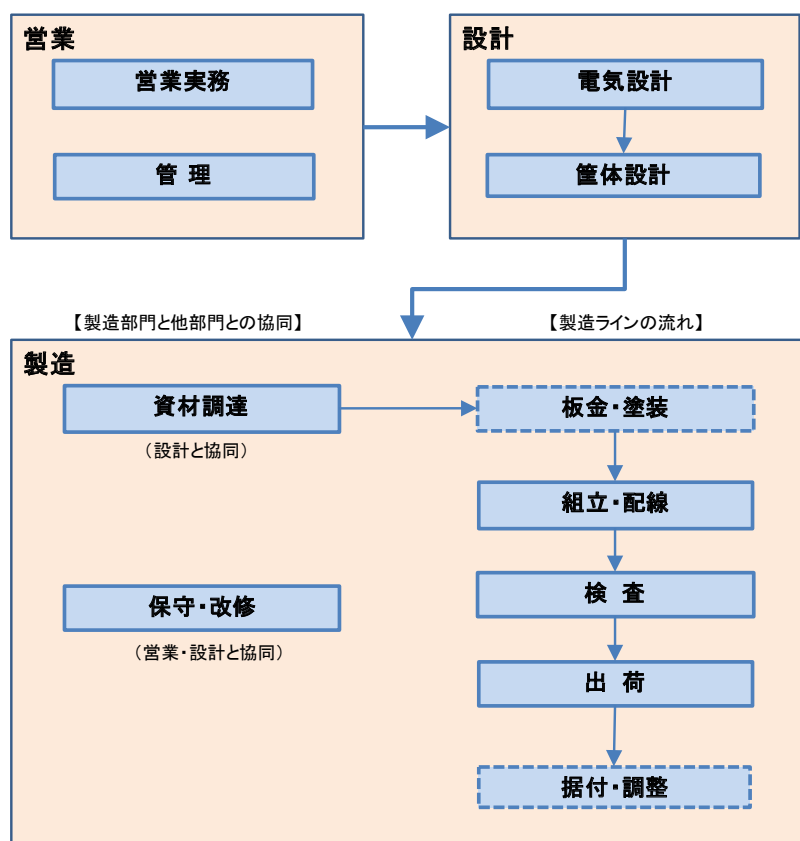 営業
営業実務
管 理
設計
電気設計
筐体設計
【製造部門と他部門との協同】
【製造ラインの流れ】
製造
資材調達
（設計と協同）
保守・改修
（営業・設計と協同）
板金・塗装
組立・配線
検 査
出 荷
据付・調整